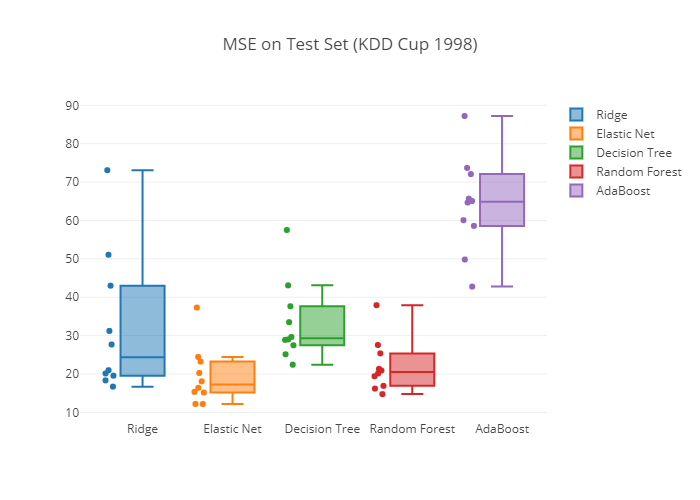 MSE on Test Set (KDD Cup 1998)
90
80
70
60
50
40
30
20
10
Ridge
Elastic Net
Decision Tree
Random Forest
AdaBoost
Ridge
Elastic Net
Decision Tree
Random Forest
AdaBoost